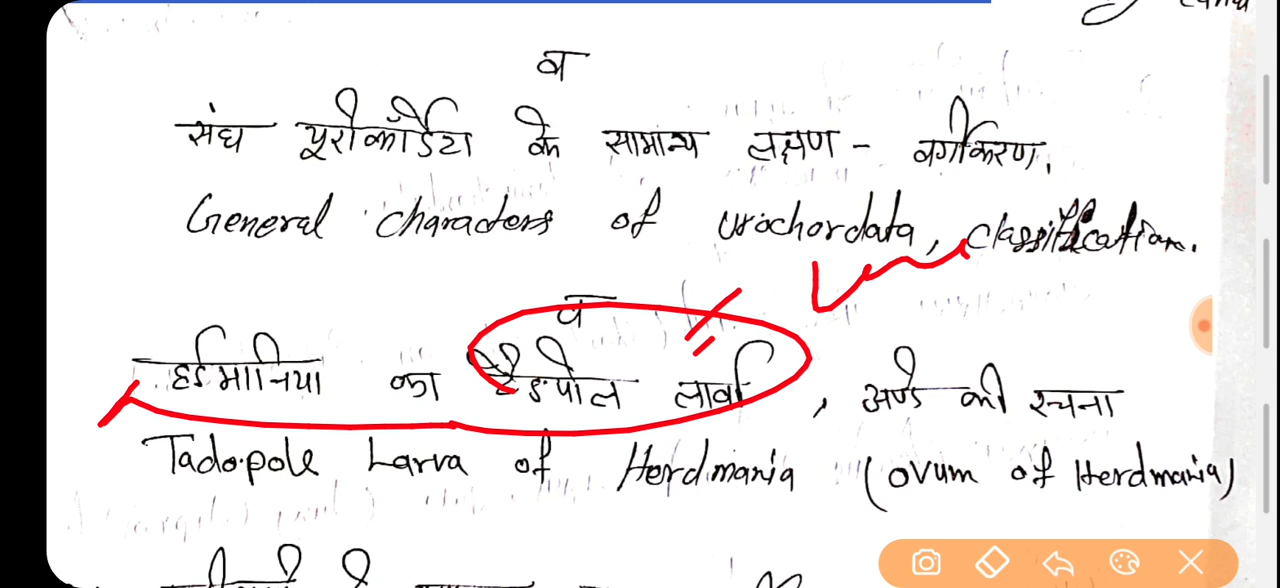 व
संघ यूरोकॉर्डेटा के सामान्य लक्षण - वर्गीकरण.
General characters of urochordata, classification.
व
हर्डमानिया का टैडपोल लार्वा, अण्डे की रचना
Tadopole Larva of Herdmania (ovum of Herdmania)